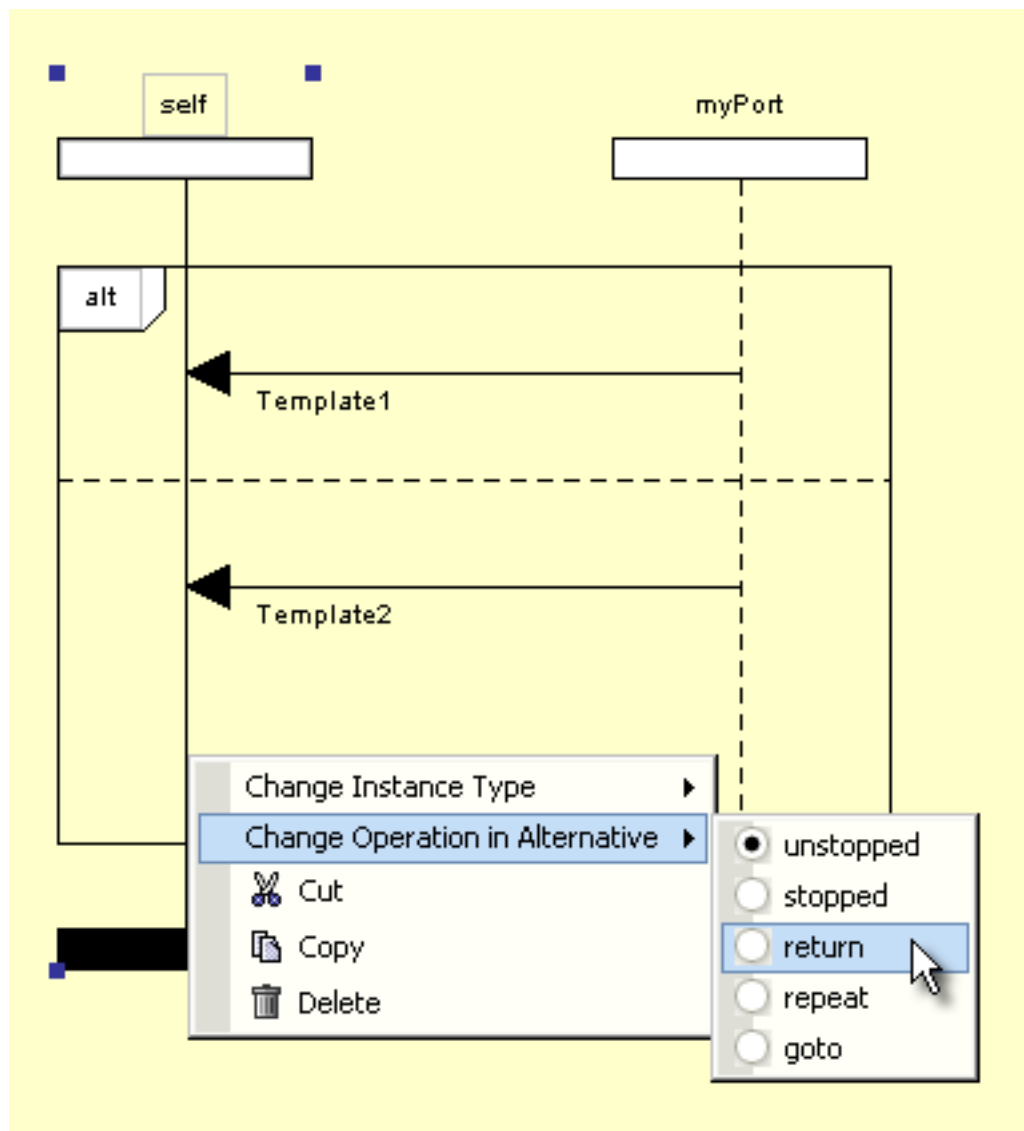 self
myPort
alt
Template1
Template2
Change Instance Type
Change Operation in Alternative
Cut
Copy
Delete
unstopped
stopped
return
repeat
goto